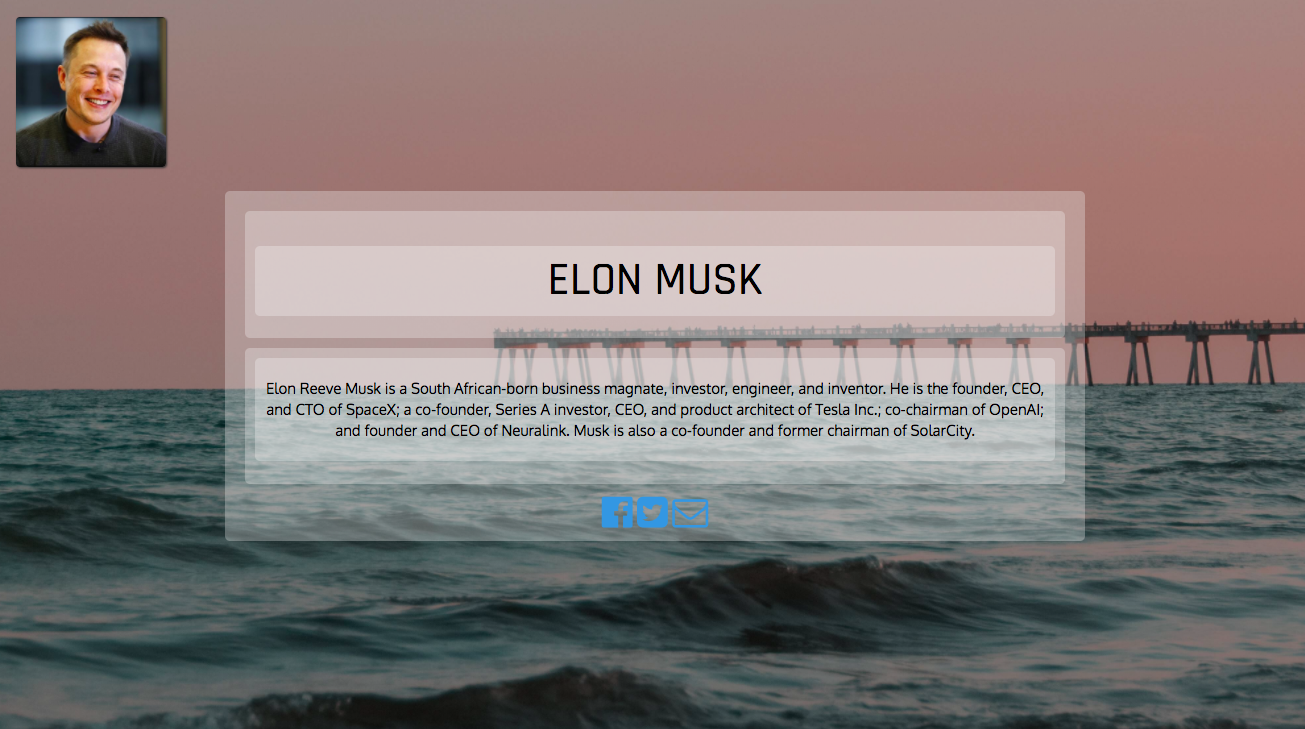 ELON MUSK
Elon Reeve Musk is a South African-born business magnate, investor, engineer, and inventor. He is the founder, CEO,
and CTO of SpaceX; a co-founder, Series A investor, CEO, and product architect of Tesla Inc.; co-chairman of OpenAI;
and founder and CEO of Neuralink. Musk is also a co-founder and former chairman of SolarCity.